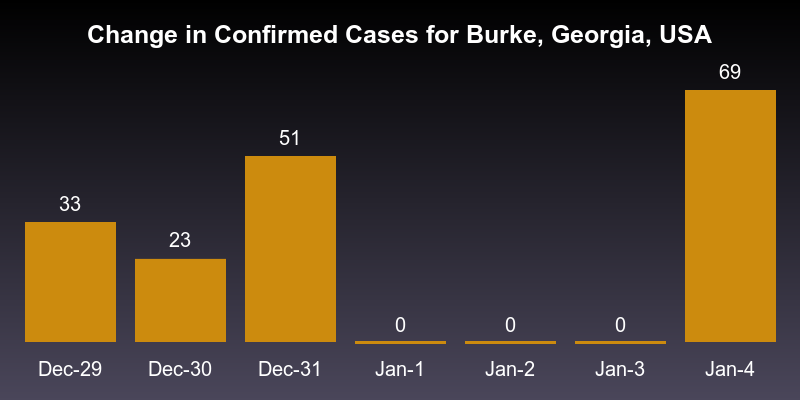 Change in Confirmed Cases for Burke, Georgia, USA
69
51
33
23
0 0 0
Dec-29 Dec-30 Dec-31 Jan-1 Jan-2 Jan-3 Jan-4